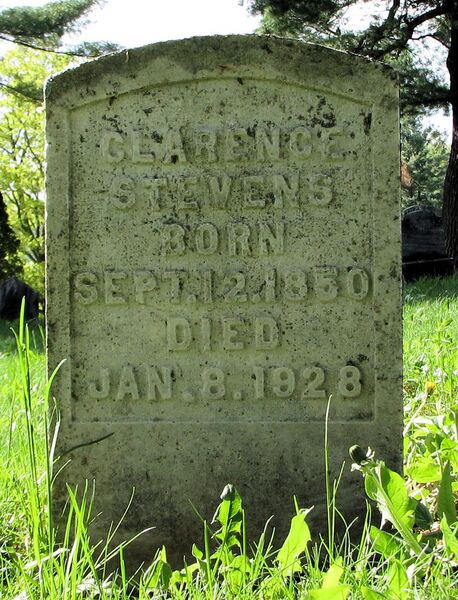 CLARENCE
STEVENS
BORN
SEPT.12.1850
DIED
JAN.8.1928